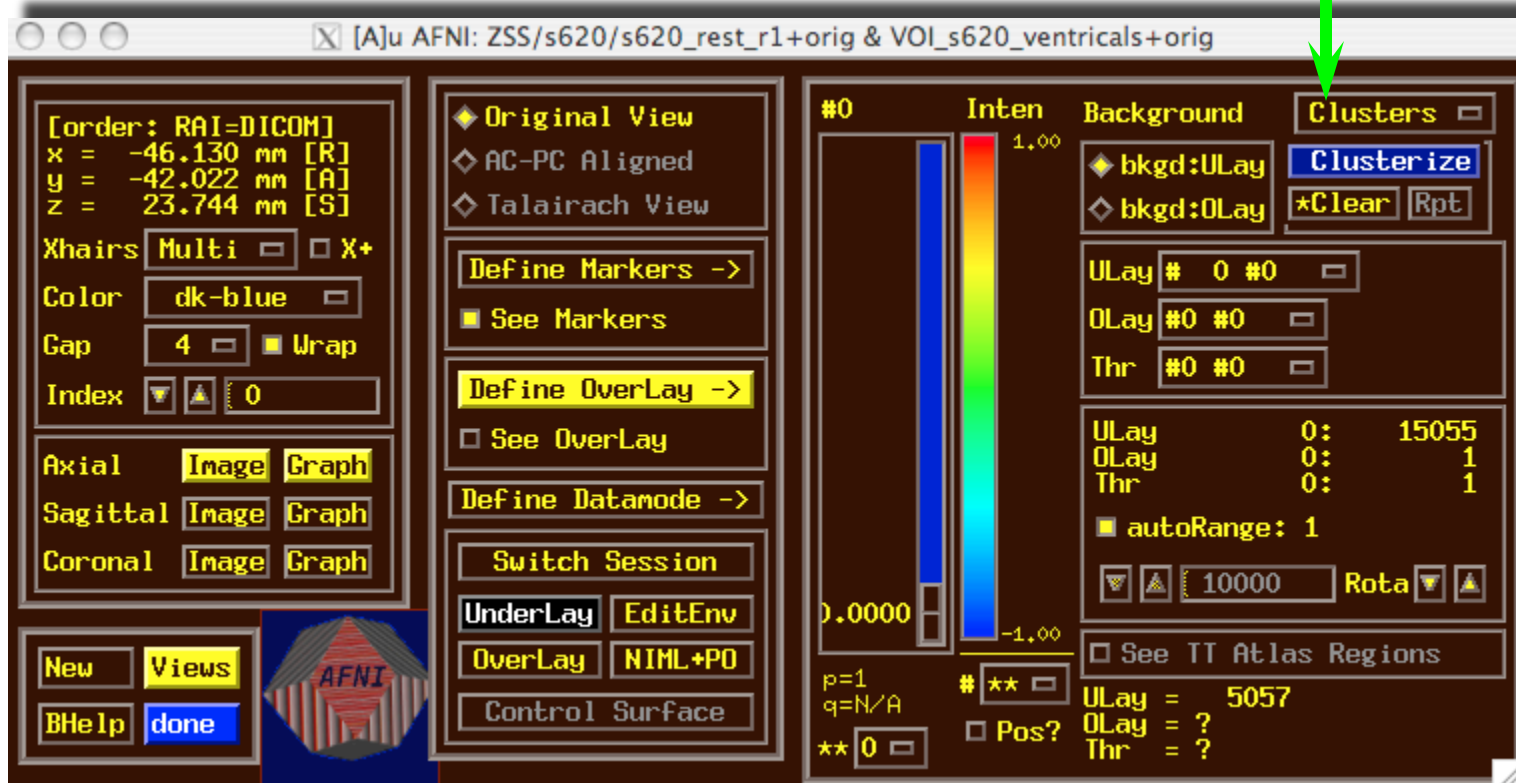 [A]u AFNI: ZSS/s620/s620_rest_r1+orig & VOI_s620_ventricals+orig
[order: RAI=DICOM]
x = -46.130 mm [R]
y = -42.022 mm [A]
z = 23.744 mm [S]
Xhairs Multi X+
Color dk-blue
Gap 4 Wrap
Index 0
Axial Image Graph
Sagittal Image Graph
Coronal Image Graph
New Views
BHelp done
AFNI
Original View
AC-PC Aligned
Talairach View
Define Markers ->
See Markers
Define OverLay ->
See OverLay
Define Datamode ->
Switch Session
UnderLay EditEnv
OverLay NIML+PO
Control Surface
#0 Inten
1.00
0.0000
-1.00
p=1
q=N/A
** 0
# **
Pos?
Background Clusters
bkgd:ULay Clusterize
bkgd:OLay *Clear Rpt
ULay # 0 #0
OLay #0 #0
Thr #0 #0
ULay 0: 15055
OLay 0: 1
Thr 0: 1
autoRange: 1
10000 Rota
See TT Atlas Regions
ULay = 5057
OLay = ?
Thr = ?